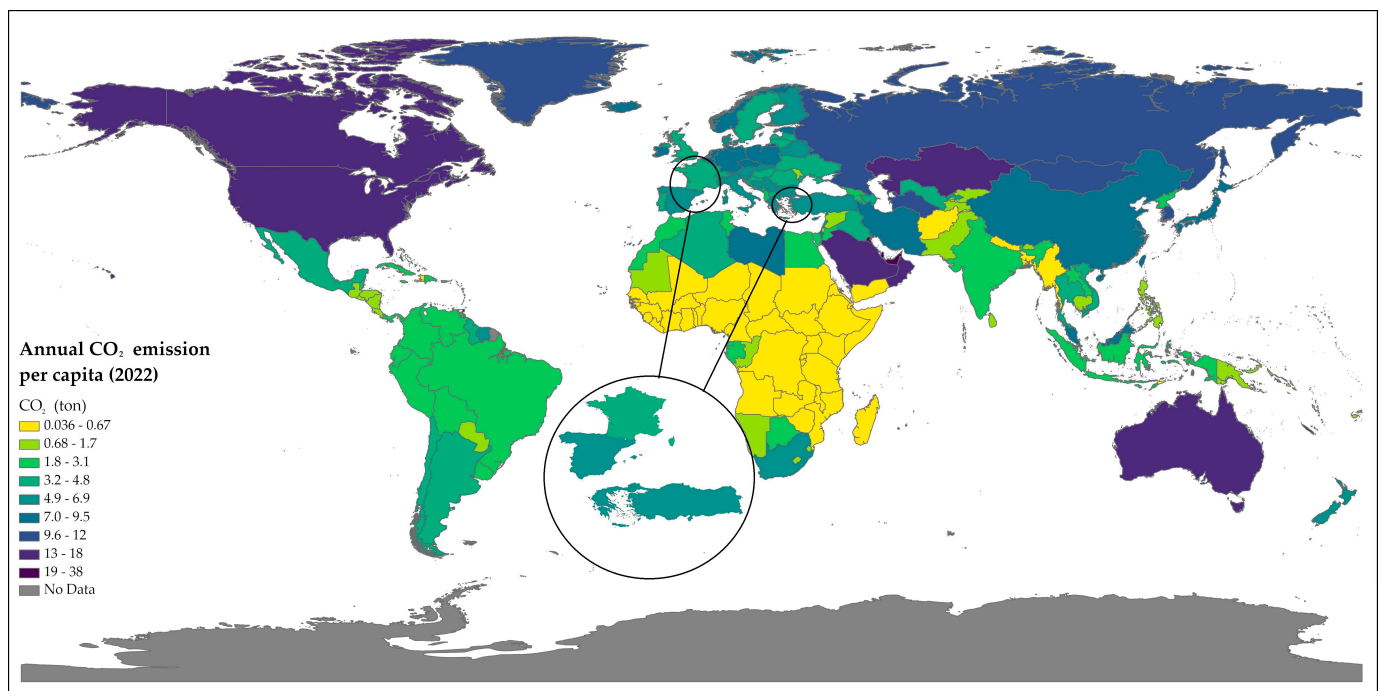 Annual CO₂ emission
per capita (2022)
CO₂ (ton)
0.036 - 0.67
0.68 - 1.7
1.8 - 3.1
3.2 - 4.8
4.9 - 6.9
7.0 - 9.5
9.6 - 12
13 - 18
19 - 38
No Data